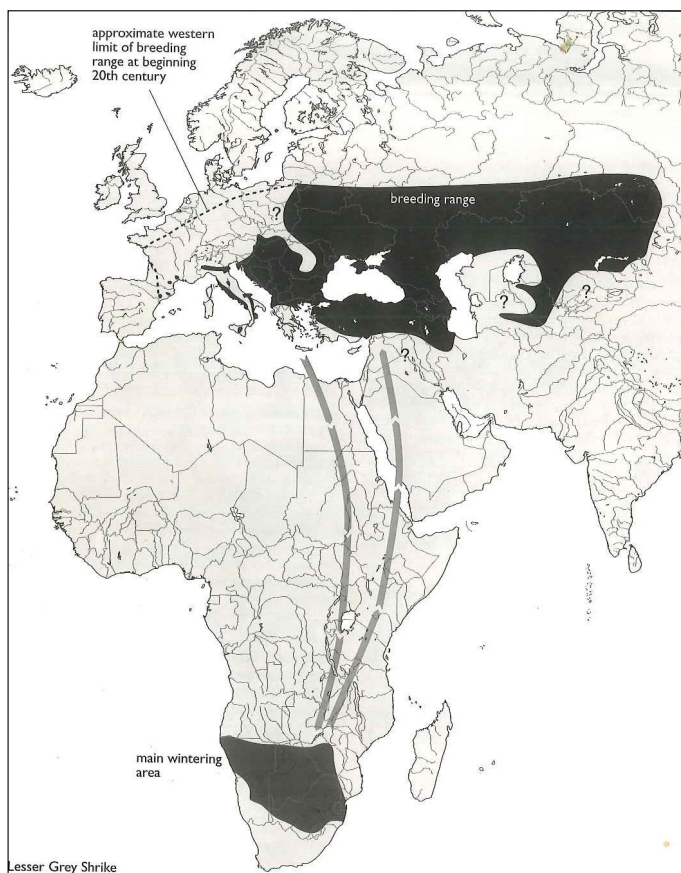 approximate western
limit of breeding
range at beginning
20th century
?
breeding range
?
?
?
main wintering
area
Lesser Grey Shrike